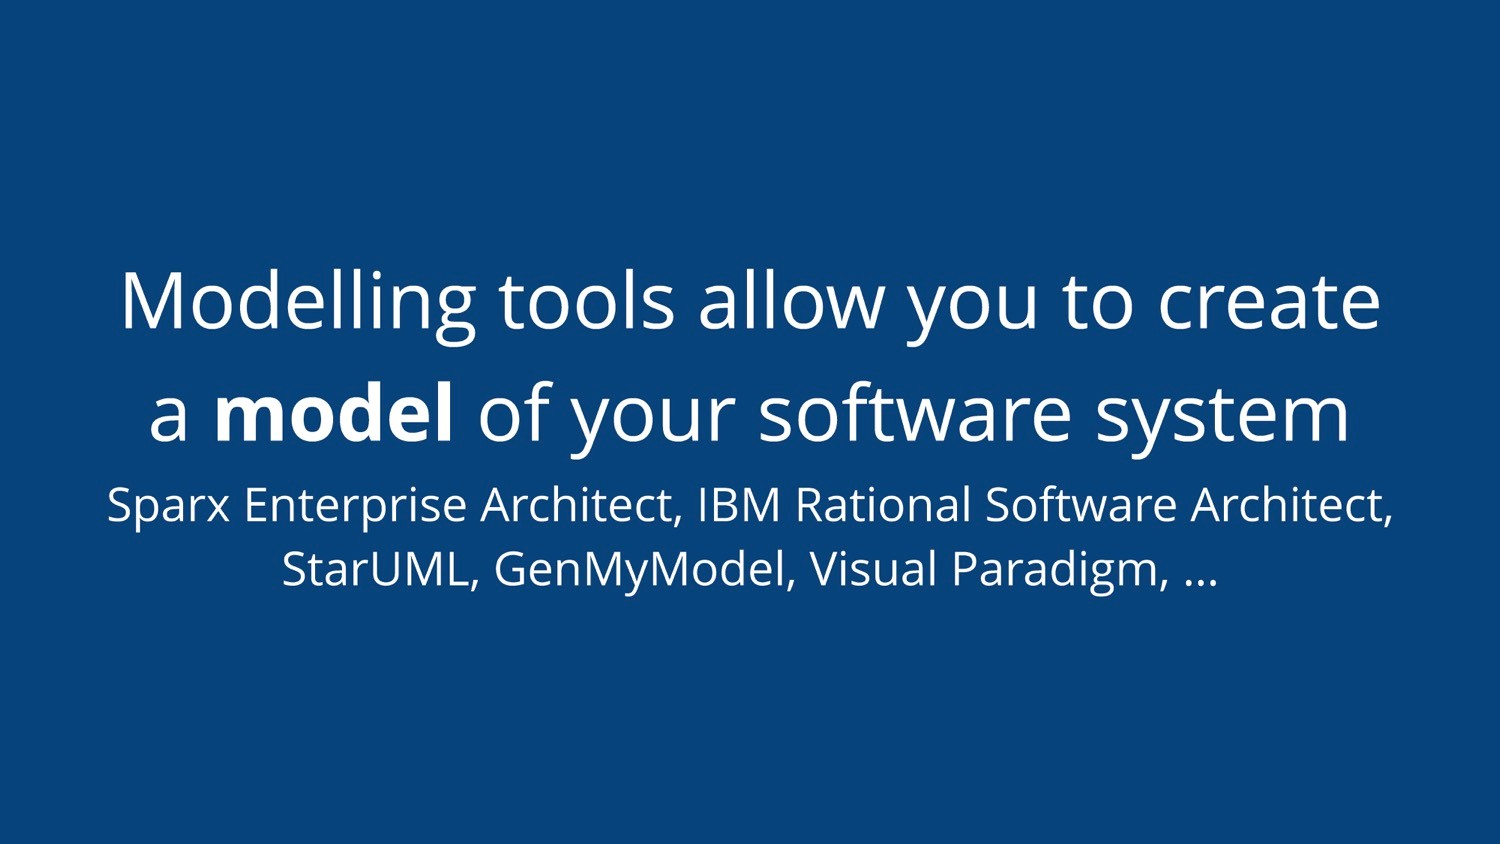 Modelling tools allow you to create
a model of your software system
Sparx Enterprise Architect, IBM Rational Software Architect,
StarUML, GenMyModel, Visual Paradigm, ...